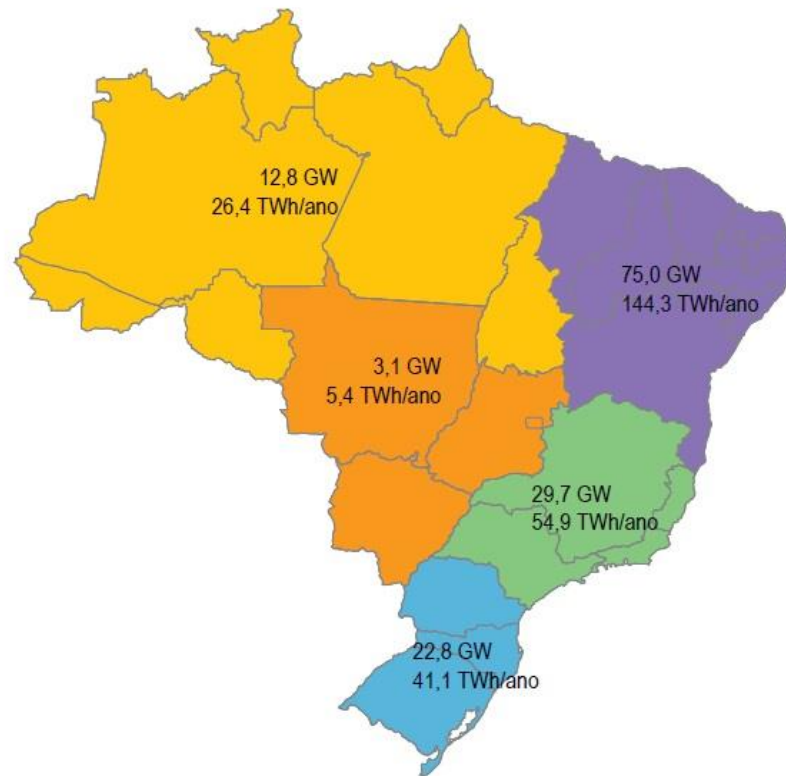 12,8 GW
26,4 TWh/ano
75,0 GW
144,3 TWh/ano
3,1 GW
5,4 TWh/ano
29,7 GW
54,9 TWh/ano
22,8 GW
41,1 TWh/ano